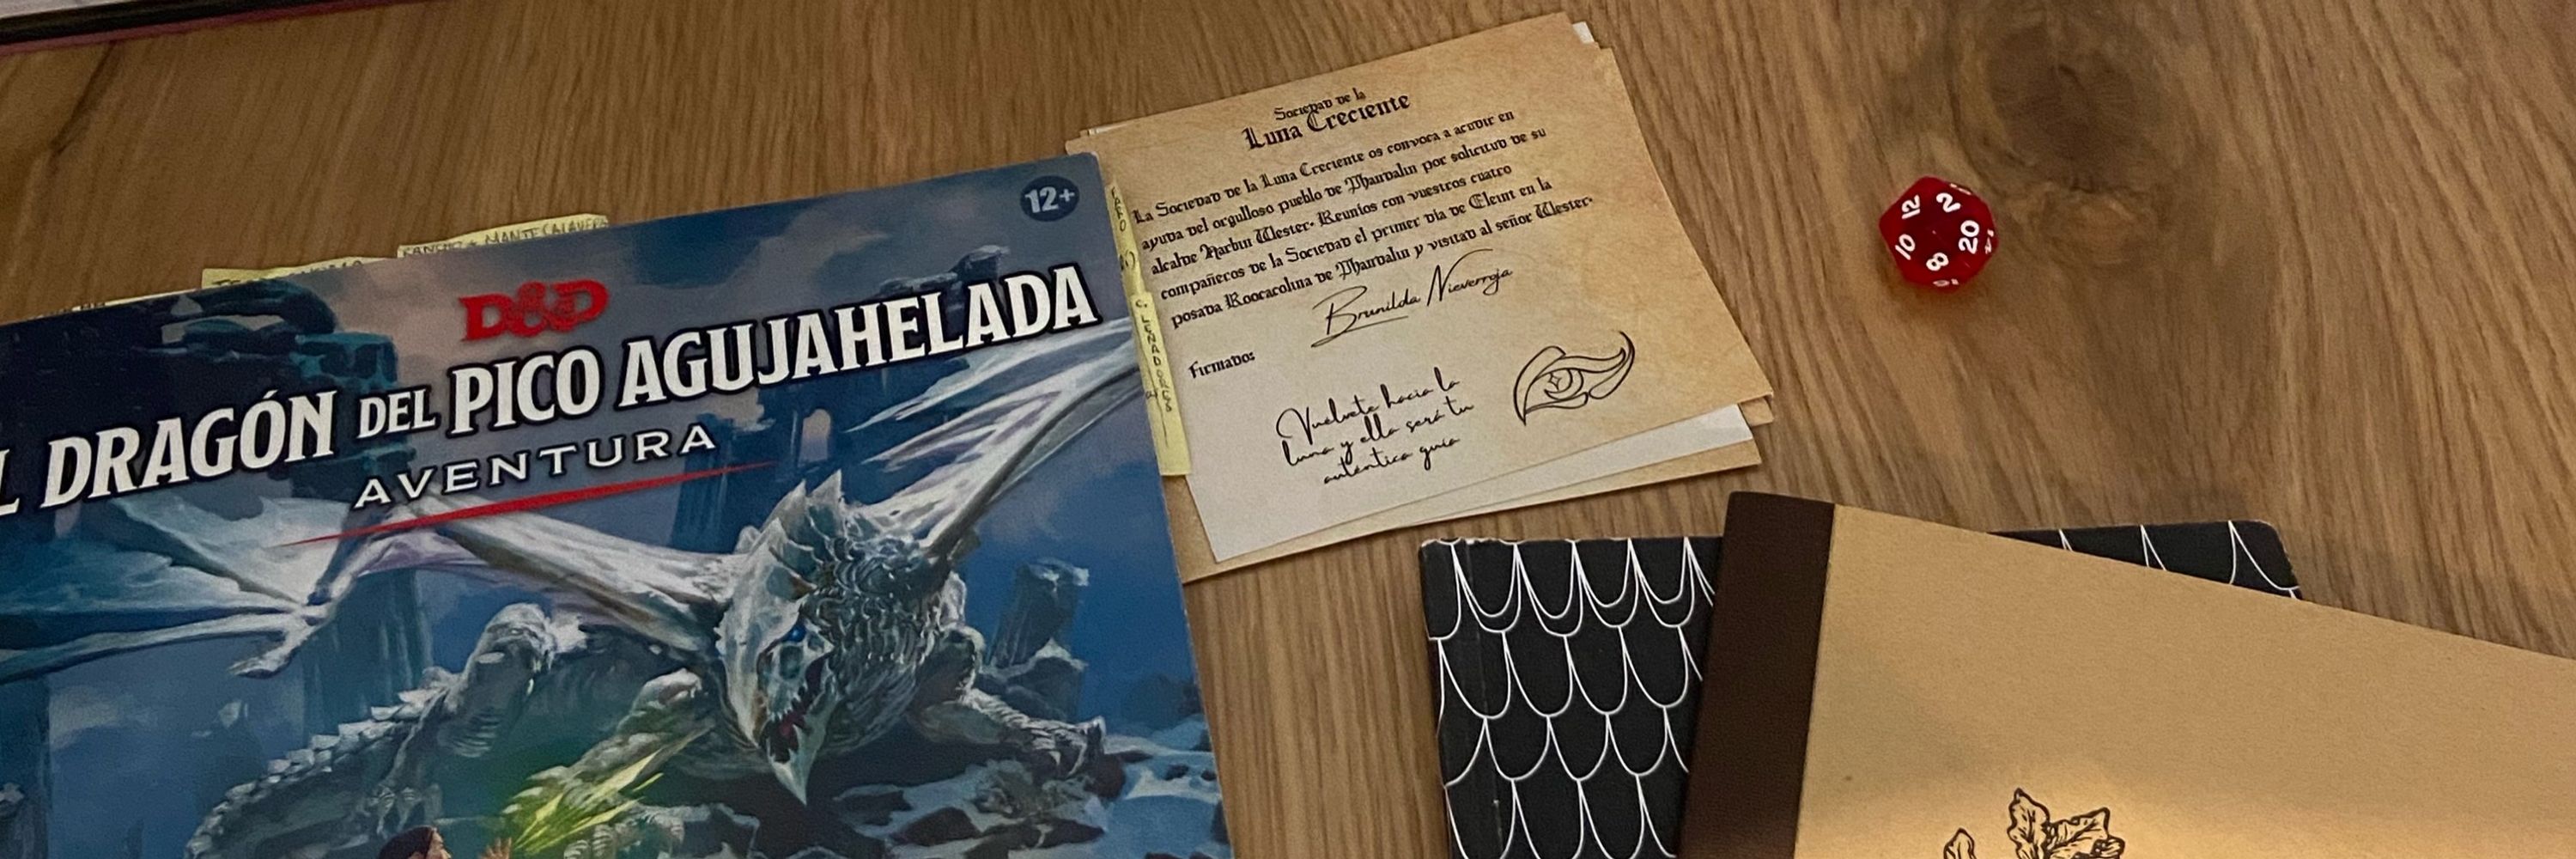 12+
D&D
L DRAGÓN DEL PICO AGUJAHELADA
AVENTURA
Sociedad de la
Luna Creciente
La Sociedad de la Luna Creciente os convoca a acudir en
ayuda del orgulloso pueblo de Phandalin por solicitud de su
alcalde Harbin Wester. Reuníos con vuestros cuatro
compañeros de la Sociedad el primer día de Eleint en la
posada Rocacolina de Phandalin y visitad al señor Wester.
Firmado:
Brunilda Nieverroja
Vuelvete hacia la
luna y ella será tu
auténtica guía
12
2
20
10
8